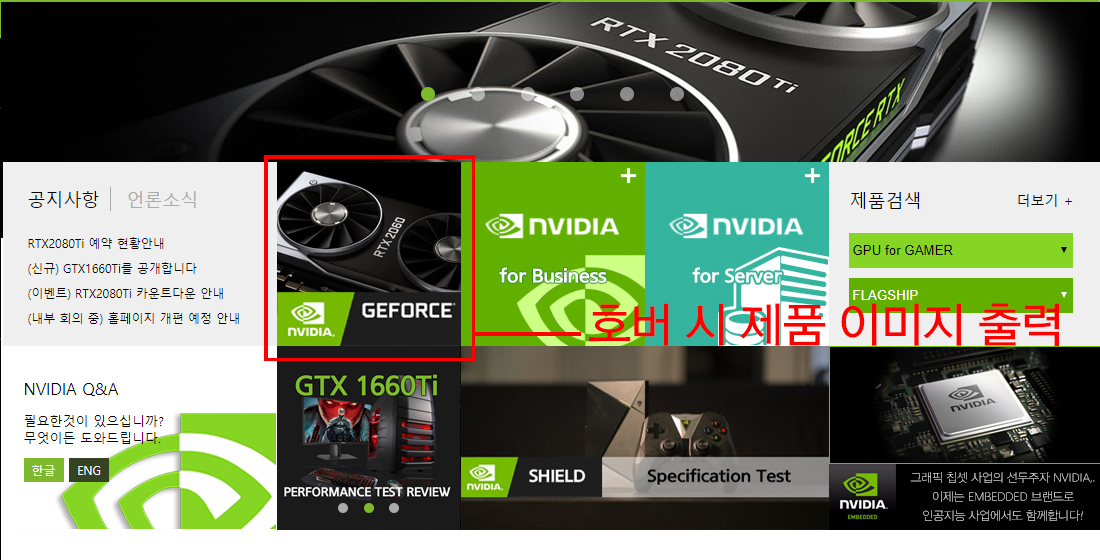 RTX 2080 Ti
GEFORCE RTX
공지사항
언론소식
RTX2080Ti 예약 현황안내
(신규) GTX1660Ti를 공개합니다
(이벤트) RTX2080Ti 카운트다운 안내
(내부 회의 중) 홈페이지 개편 예정 안내
RTX 2060
NVIDIA.
GEFORCE
+
NVIDIA
for Business
+
NVIDIA
for Server
제품검색
더보기 +
GPU for GAMER
FLAGSHIP
호버 시 제품 이미지 출력
NVIDIA Q&A
필요한것이 있으십니까?
무엇이든 도와드립니다.
한글
ENG
GTX 1660Ti
PERFORMANCE TEST REVIEW
NVIDIA.
SHIELD
Specification Test
NVIDIA
NVIDIA.
EMBEDDED
그래픽 칩셋 사업의 선두주자 NVIDIA,.
이제는 EMBEDDED 브랜드로
인공지능 사업에서도 함께합니다!